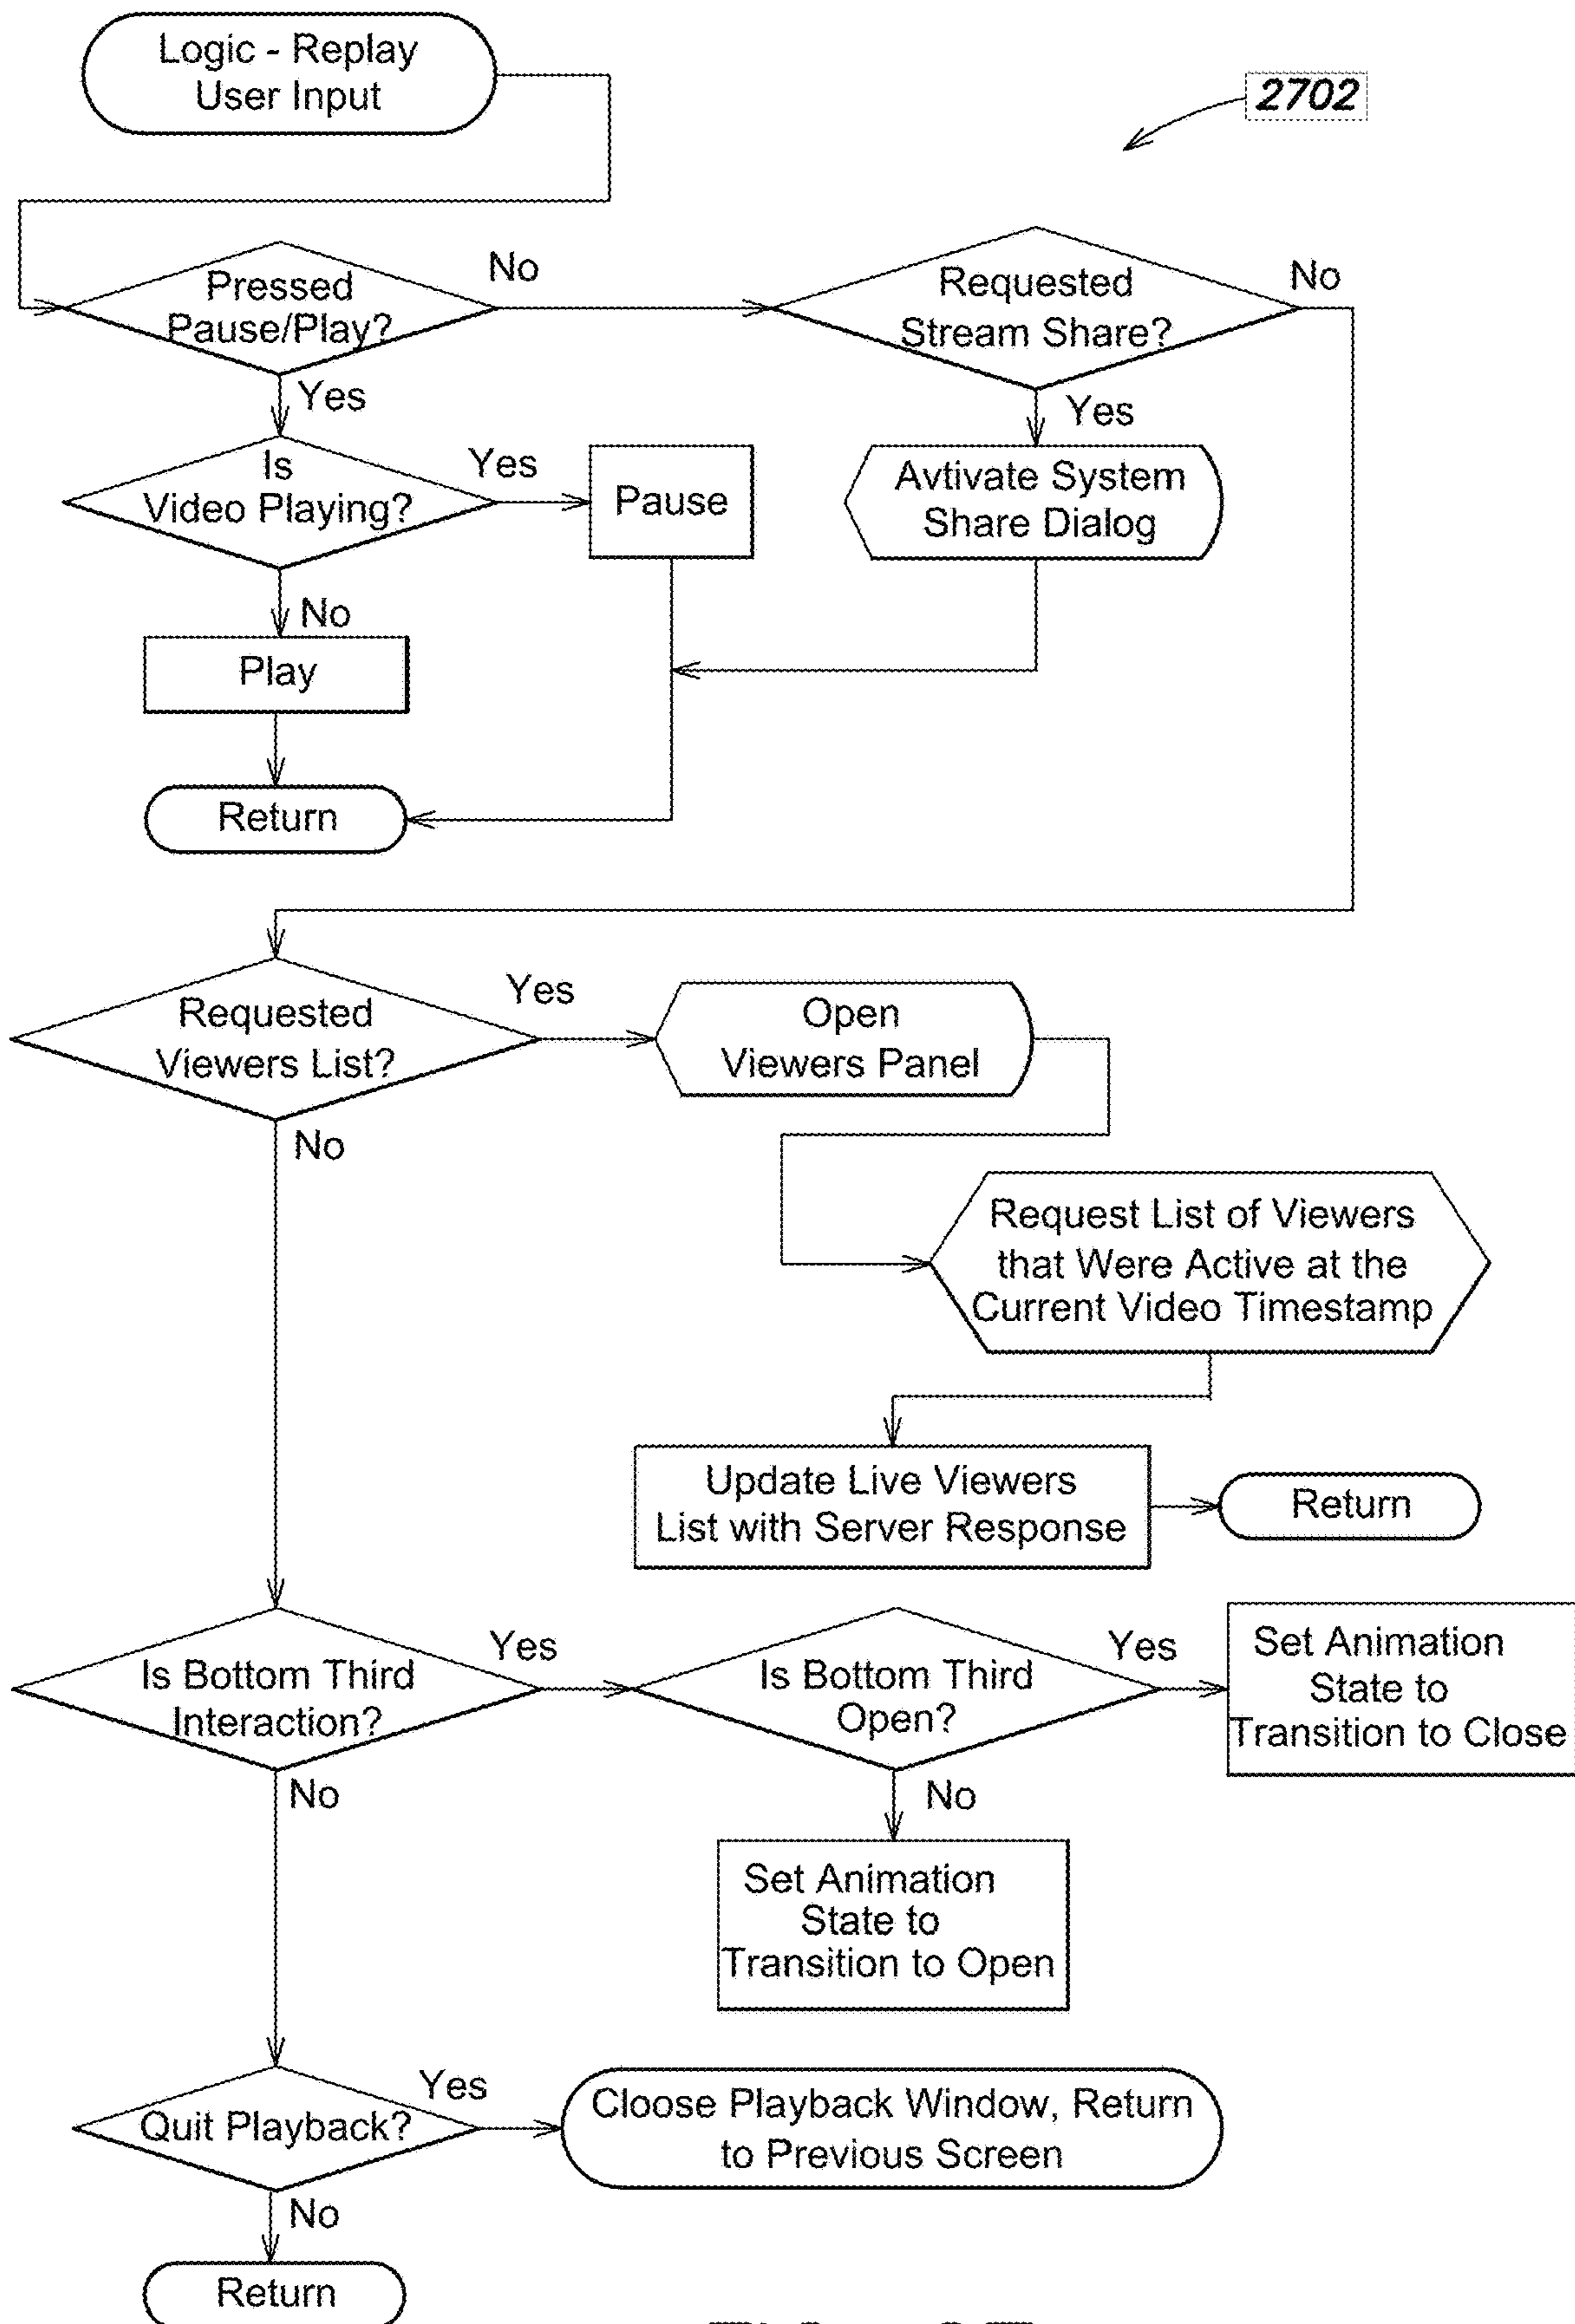 Logic - Replay
User Input
2702
Pressed
Pause/Play?
No
Requested
Stream Share?
No
Yes
Yes
Is
Video Playing?
Yes
Pause
Avtivate System
Share Dialog
No
Play
Return
Requested
Viewers List?
Yes
Open
Viewers Panel
No
Request List of Viewers
that Were Active at the
Current Video Timestamp
Update Live Viewers
List with Server Response
Return
Is Bottom Third
Interaction?
Yes
Is Bottom Third
Open?
Yes
Set Animation
State to
Transition to Close
No
No
Set Animation
State to
Transition to Open
Quit Playback?
Yes
Cloose Playback Window, Return
to Previous Screen
No
Return